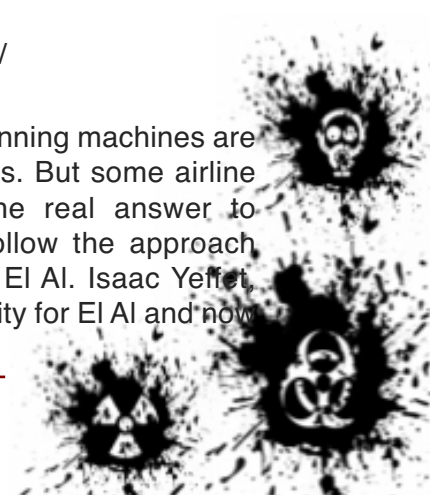 /
nning machines are
s. But some airline
he real answer to
ollow the approach
El Al. Isaac Yeffet,
ity for El Al and now